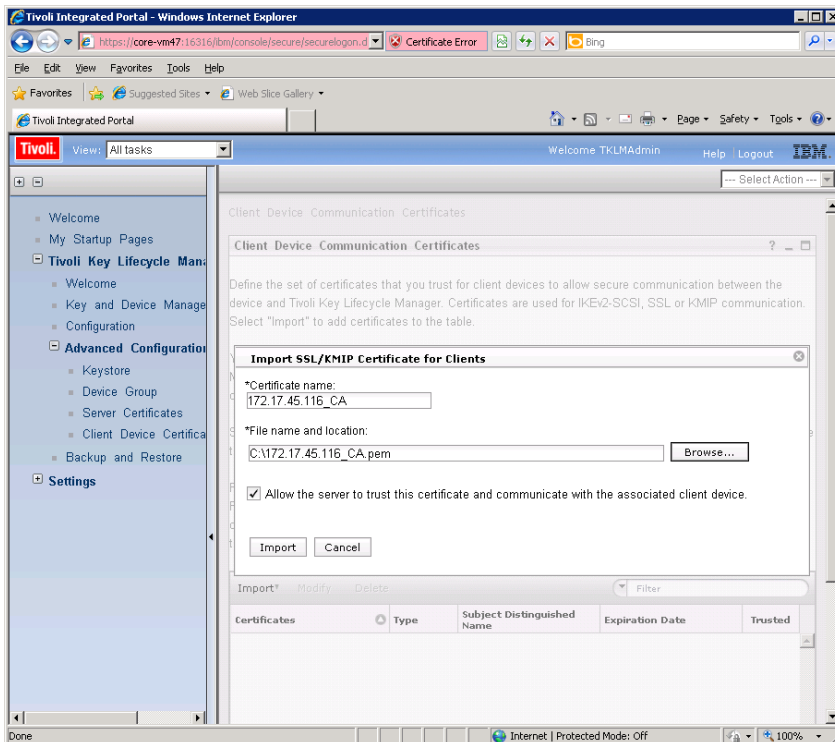 Tivoli Integrated Portal - Windows Internet Explorer
https://core-vm47:16316/ibm/console/secure/securelogon.d Certificate Error Bing
File Edit View Favorites Tools Help
Favorites Suggested Sites Web Slice Gallery
Tivoli Integrated Portal Page Safety Tools
Tivoli. View: All tasks Welcome TKLMAdmin Help Logout IBM.
--- Select Action ---
Welcome
My Startup Pages
Tivoli Key Lifecycle Mana
Welcome
Key and Device Manage
Configuration
Advanced Configuration
Keystore
Device Group
Server Certificates
Client Device Certifica
Backup and Restore
Settings
Client Device Communication Certificates
Client Device Communication Certificates ?
Define the set of certificates that you trust for client devices to allow secure communication between the
device and Tivoli Key Lifecycle Manager. Certificates are used for IKEv2-SCSI, SSL or KMIP communication.
Select "Import" to add certificates to the table.
Import SSL/KMIP Certificate for Clients
*Certificate name:
172.17.45.116_CA
*File name and location:
C:\172.17.45.116_CA.pem Browse...
Allow the server to trust this certificate and communicate with the associated client device.
Import Cancel
Import* Modify Delete Filter
Certificates Type Subject Distinguished Name Expiration Date Trusted
Done Internet | Protected Mode: Off 100%